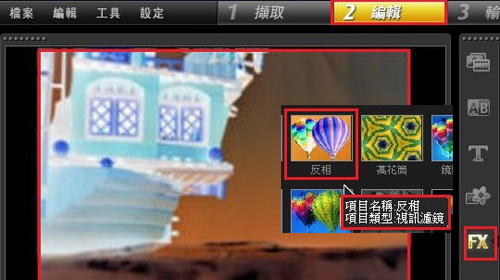 檔案 編輯 工具 設定 1 擷取 2 編輯 3
反相 萬花筒
項目名稱:反相
項目類型:視訊濾鏡
AB
T
FX